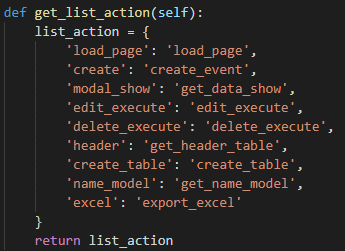 def get_list_action(self):
    list_action = {
        'load_page': 'load_page',
        'create': 'create_event',
        'modal_show': 'get_data_show',
        'edit_execute': 'edit_execute',
        'delete_execute': 'delete_execute',
        'header': 'get_header_table',
        'create_table': 'create_table',
        'name_model': 'get_name_model',
        'excel': 'export_excel'
    }
    return list_action